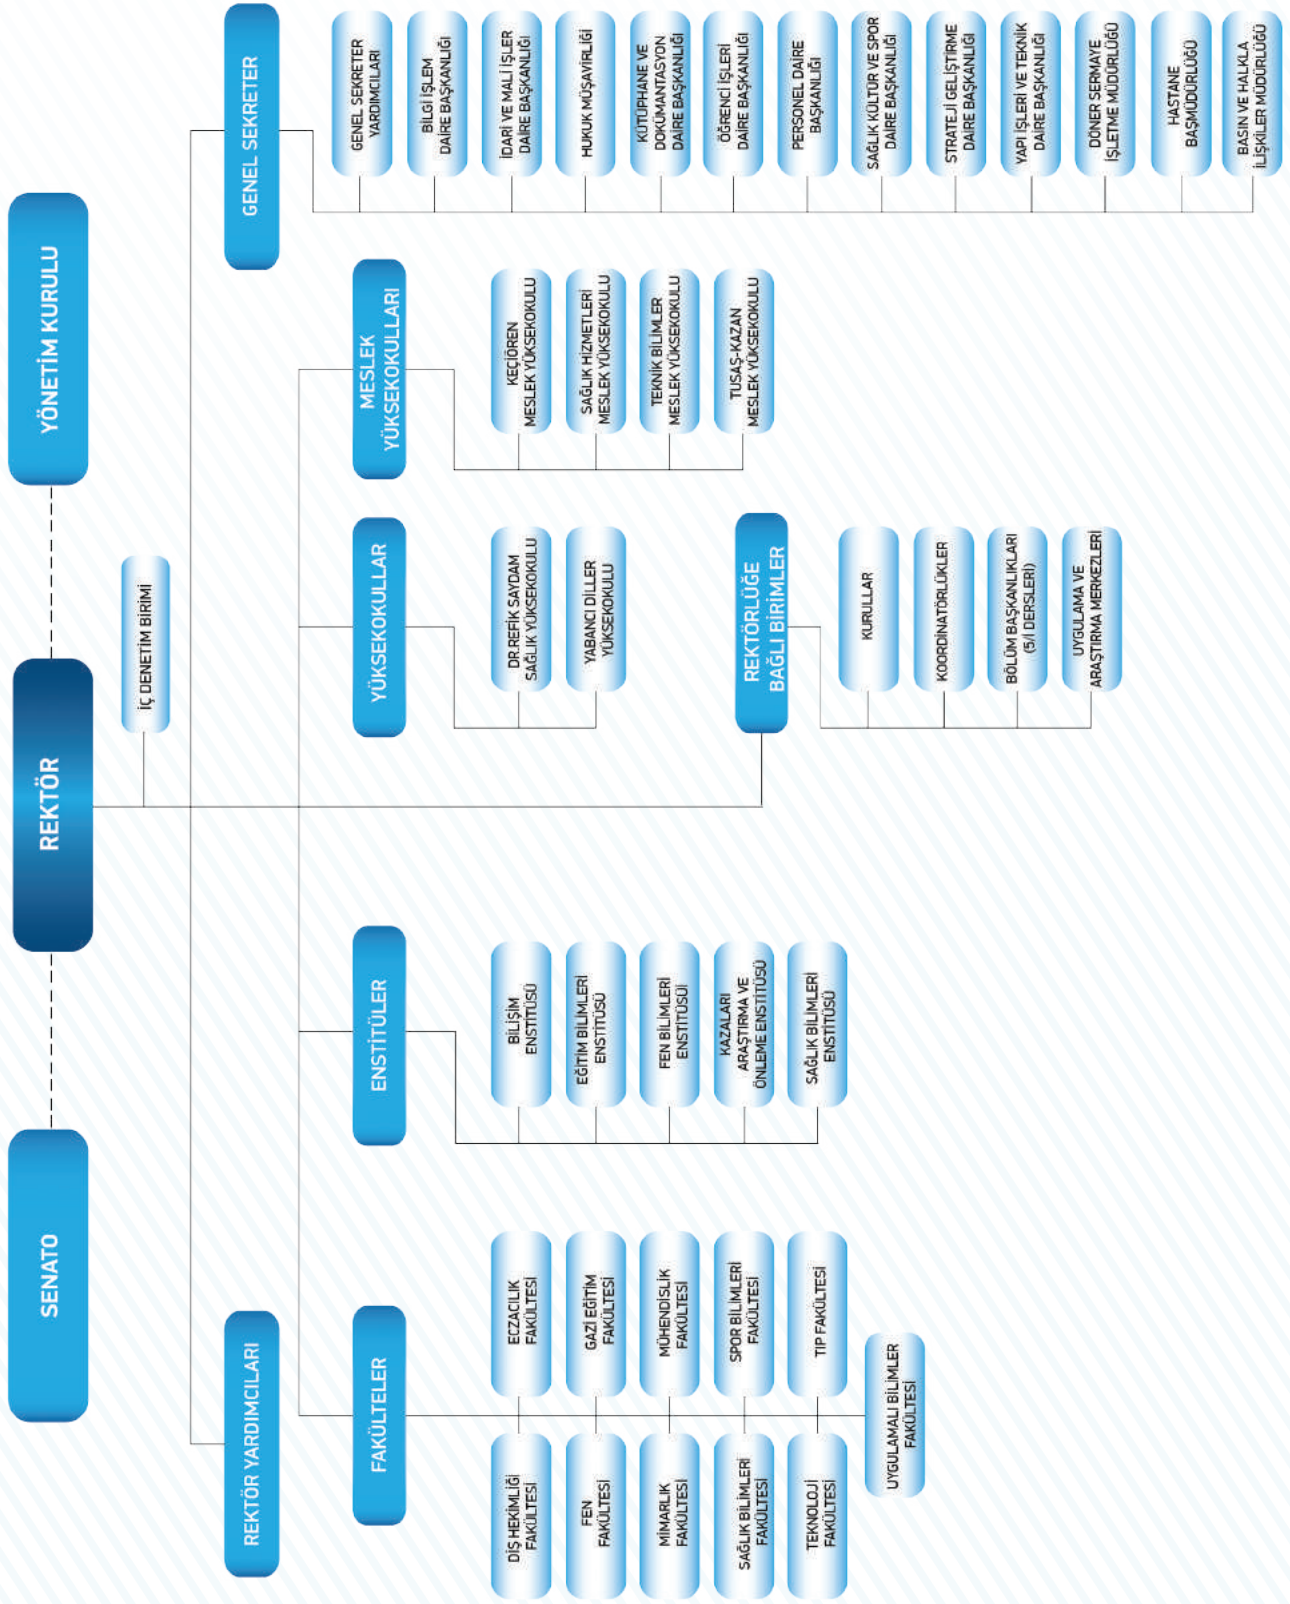 SENATO
REKTÖR
YÖNETİM KURULU
İÇ DENETİM BİRİMİ
REKTÖR YARDIMCILARI
GENEL SEKRETER
FAKÜLTELER
DİŞ HEKİMLİĞİ
FAKÜLTESİ
ECZACILIK
FAKÜLTESİ
FEN
FAKÜLTESİ
GAZİ EĞİTİM
FAKÜLTESİ
MİMARLIK
FAKÜLTESİ
MÜHENDİSLİK
FAKÜLTESİ
SAĞLIK BİLİMLERİ
FAKÜLTESİ
SPOR BİLİMLERİ
FAKÜLTESİ
TEKNOLOJİ
FAKÜLTESİ
TIP FAKÜLTESİ
UYGULAMALI BİLİMLER
FAKÜLTESİ
ENSTİTÜLER
BİLİŞİM
ENSTİTÜSÜ
EĞİTİM BİLİMLERİ
ENSTİTÜSÜ
FEN BİLİMLERİ
ENSTİTÜSÜİ
KAZALARI
ARAŞTIRMA VE
ÖNLEME ENSTİTÜSÜ
SAĞLIK BİLİMLERİ
ENSTİTÜSÜ
YÜKSEKOKULLAR
DR.REFİK SAYDAM
SAĞLIK YÜKSEKOKULU
YABANCI DİLLER
YÜKSEKOKULU
MESLEK
YÜKSEKOKULLARI
KEÇİÖREN
MESLEK YÜKSEKOKULU
SAĞLIK HİZMETLERİ
MESLEK YÜKSEKOKULU
TEKNİK BİLİMLER
MESLEK YÜKSEKOKULU
TUSAŞ-KAZAN
MESLEK YÜKSEKOKULU
REKTÖRLÜĞE
BAĞLI BİRİMLER
KURULLAR
KOORDİNATÖRLÜKLER
BÖLÜM BAŞKANLIKLARI
(5/İ DERSLERİ)
UYGULAMA VE
ARAŞTIRMA MERKEZLERİ
GENEL SEKRETER
YARDIMCILARI
BİLGİ İŞLEM
DAİRE BAŞKANLIĞI
İDARİ VE MALİ İŞLER
DAİRE BAŞKANLIĞI
HUKUK MÜŞAVİRLİĞİ
KÜTÜPHANE VE
DOKÜMANTASYON
DAİRE BAŞKANLIĞI
ÖĞRENCİ İŞLERİ
DAİRE BAŞKANLIĞI
PERSONEL DAİRE
BAŞKANLIĞI
SAĞLIK KÜLTÜR VE SPOR
DAİRE BAŞKANLIĞI
STRATEJİ GELİŞTİRME
DAİRE BAŞKANLIĞI
YAPI İŞLERİ VE TEKNİK
DAİRE BAŞKANLIĞI
DÖNER SERMAYE
İŞLETME MÜDÜRLÜĞÜ
HASTANE
BAŞMÜDÜRLÜĞÜ
BASIN VE HALKLA
İLİŞKİLER MÜDÜRLÜĞÜ